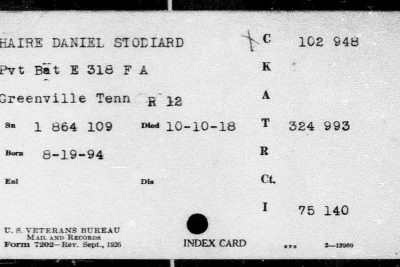 HAIRE DANIEL STODIARD C 102 948
Pvt Bat E 318 F A K
Greenville Tenn R 12 A
Sn 1 864 109 Died 10-10-18 T 324 993
Born 8-19-94 R
Enl Dis Ct.
I 75 140
U. S. VETERANS BUREAU
MAIL AND RECORDS
Form 7202—Rev. Sept., 1926 INDEX CARD 2—13989